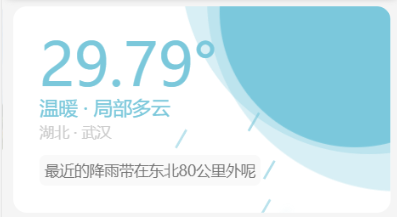 29.79°
温暖 · 局部多云
湖北 · 武汉
最近的降雨带在东北80公里外呢